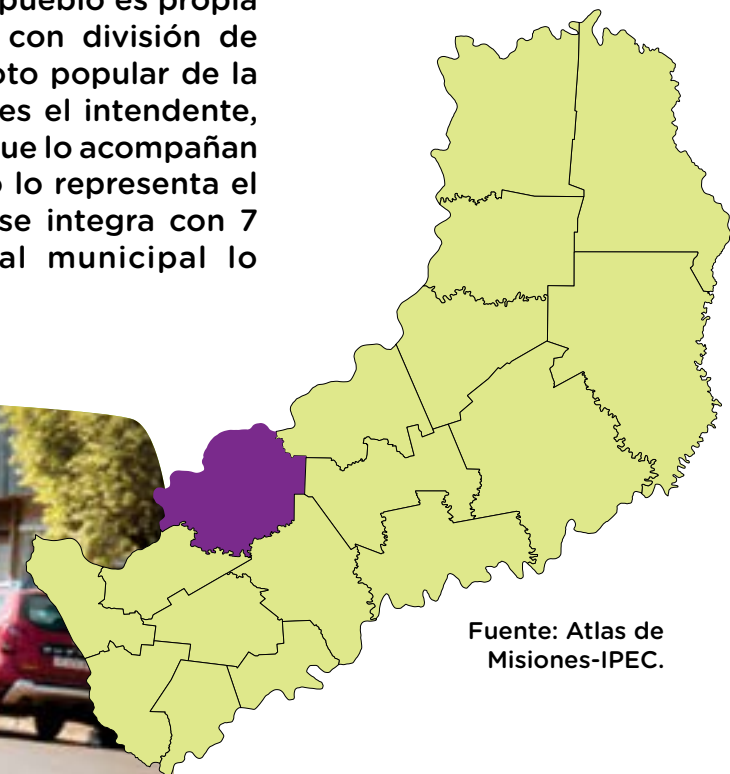 pueblo es propia
con división de
oto popular de la
es el intendente,
ue lo acompañan
o lo representa el
se integra con 7
al municipal lo
Fuente: Atlas de
Misiones-IPEC.